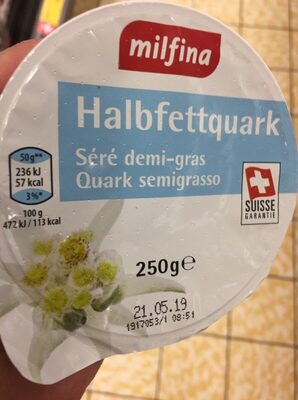 milfina
Halbfettquark
Séré demi-gras
Quark semigrasso
50g**
236 kJ
57 kcal
3%*
100 g
472 kJ / 113 kcal
SUISSE
GARANTIE
250g℮
21.05.19
1917053/1 08:51